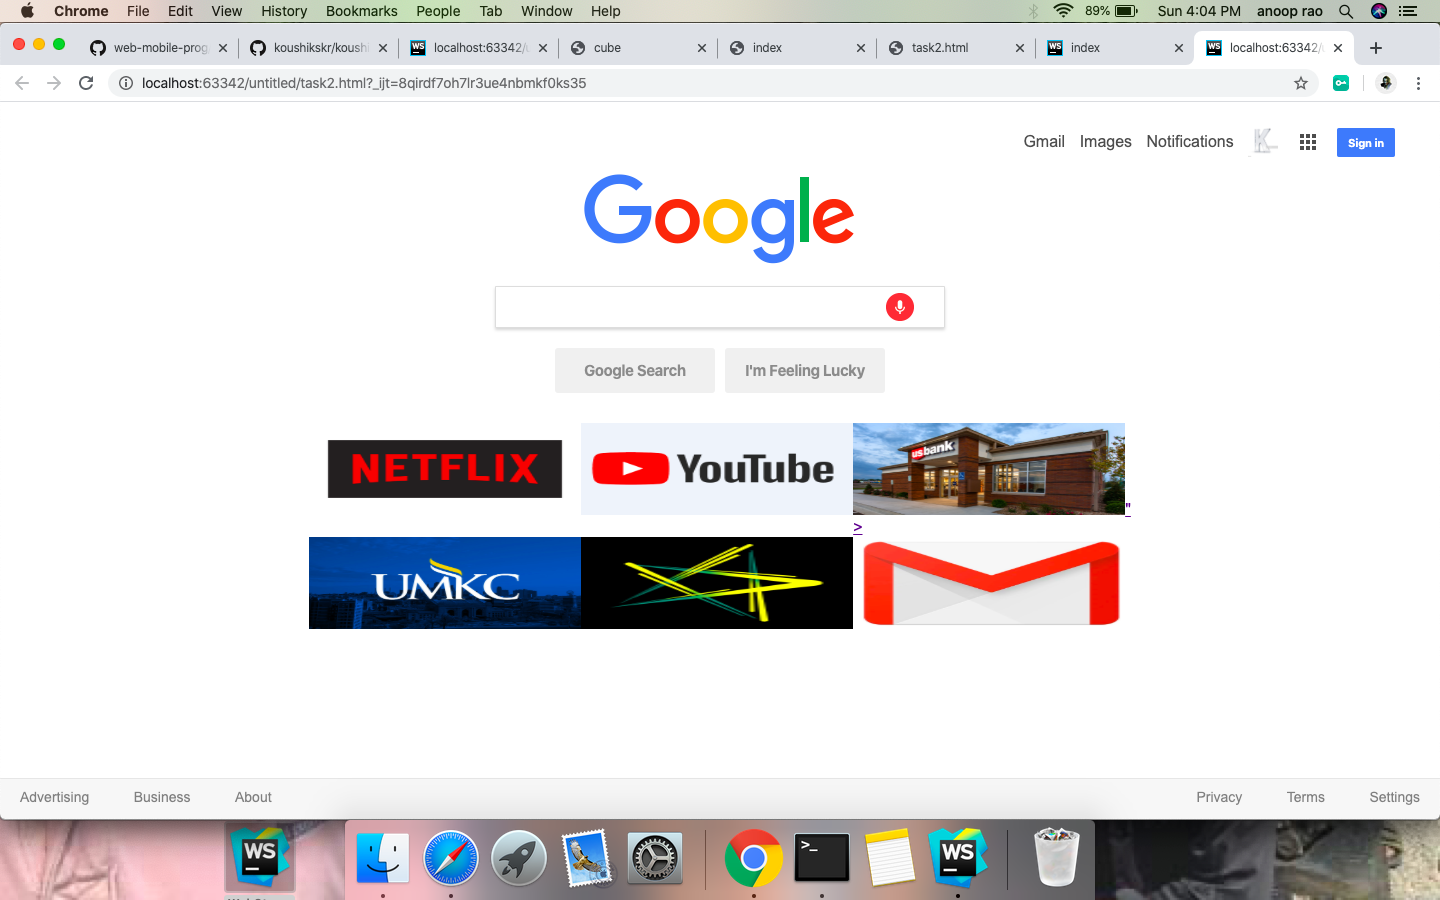 Chrome File Edit View History Bookmarks People Tab Window Help 89% Sun 4:04 PM anoop rao
web-mobile-prog koushikskr/koushi localhost:63342/ cube index task2.html index localhost:63342/
localhost:63342/untitled/task2.html?_ijt=8qirdf7oh7lr3ue4nbmkf0ks35
Gmail Images Notifications K Sign in
Google
Google Search I'm Feeling Lucky
NETFLIX YouTube usbank "
>
UMKC
Advertising Business About Privacy Terms Settings
WS >_ WS